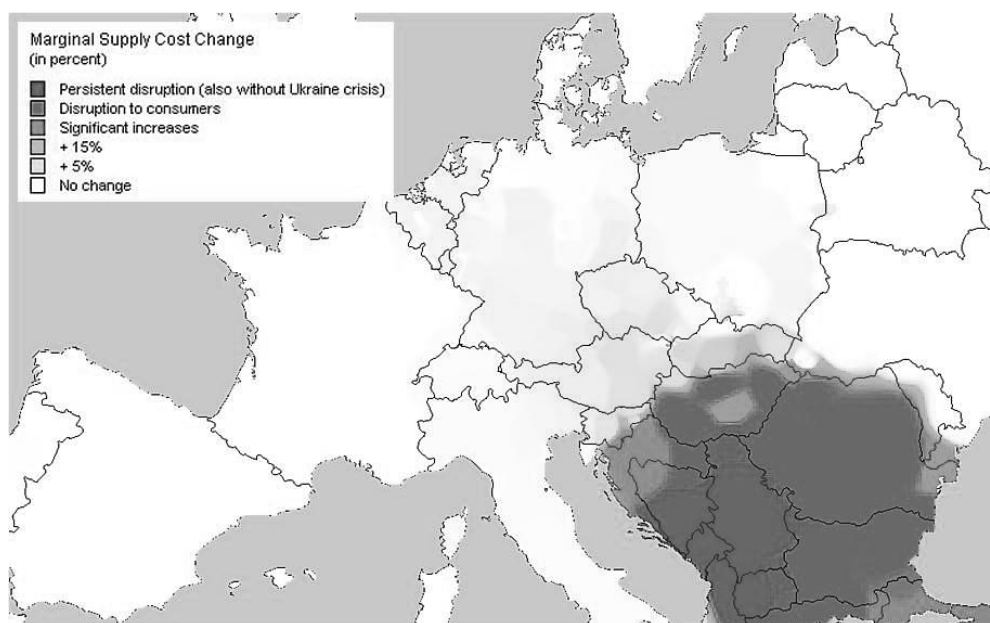 Marginal Supply Cost Change
(in percent)
Persistent disruption (also without Ukraine crisis)
Disruption to consumers
Significant increases
+ 15%
+ 5%
No change